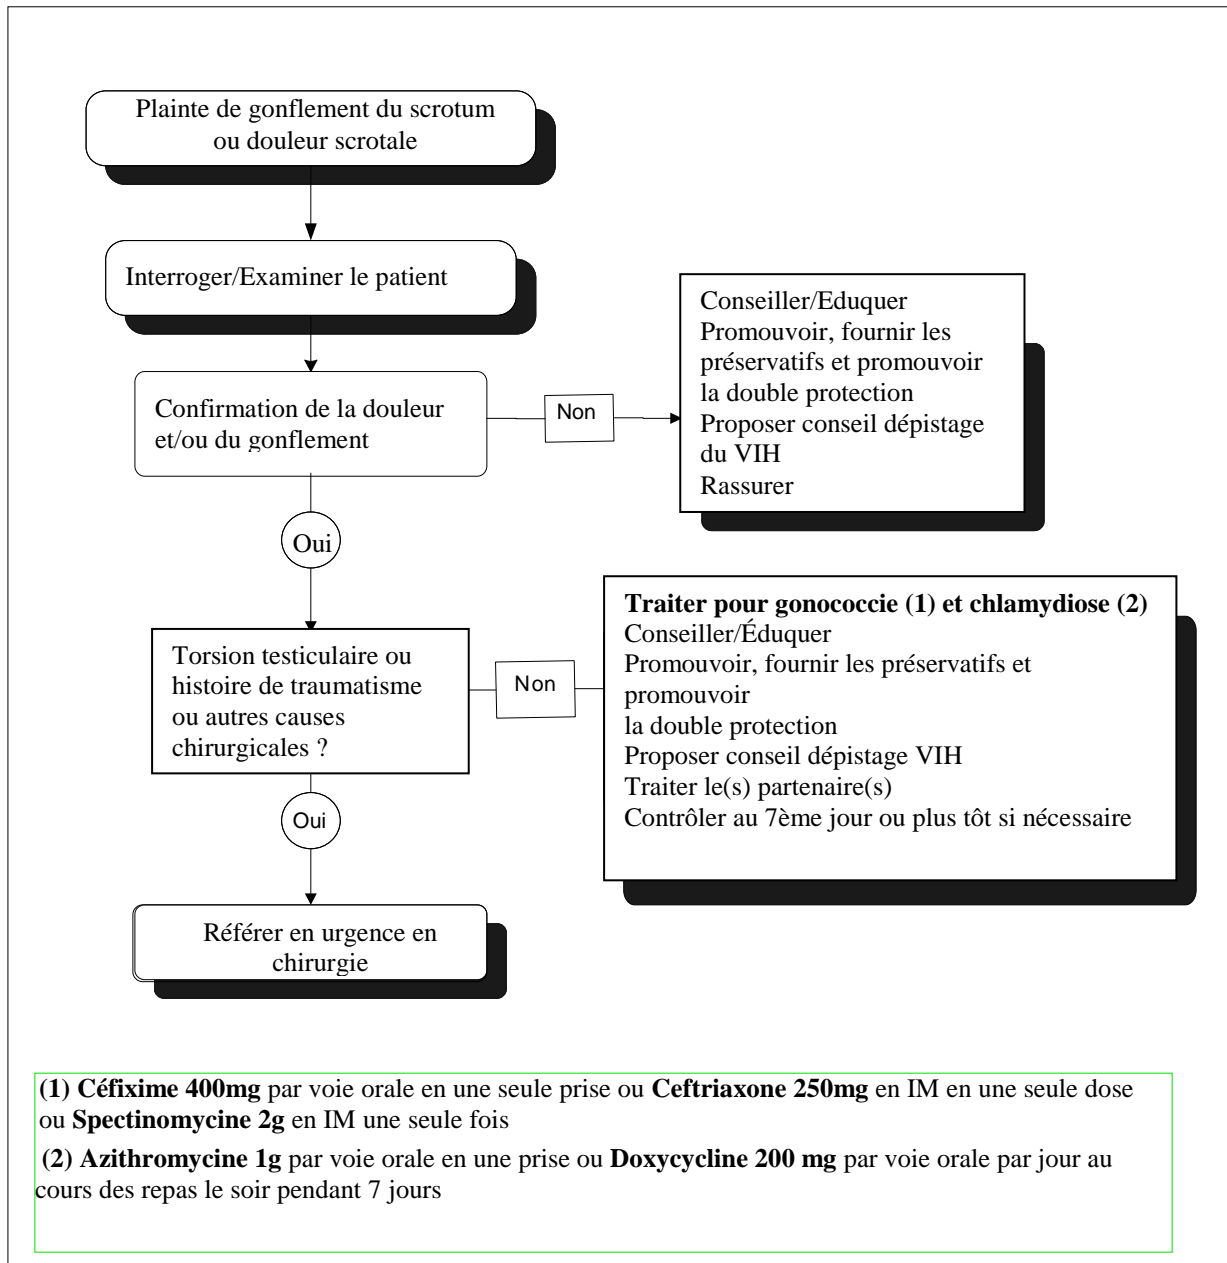 Plainte de gonflement du scrotum
ou douleur scrotale
Interroger/Examiner le patient
Confirmation de la douleur
et/ou du gonflement
Non
Conseiller/Eduquer
Promouvoir, fournir les
préservatifs et promouvoir
la double protection
Proposer conseil dépistage
du VIH
Rassurer
Oui
Torsion testiculaire ou
histoire de traumatisme
ou autres causes
chirurgicales ?
Non
Traiter pour gonococcie (1) et chlamydiose (2)
Conseiller/Éduquer
Promouvoir, fournir les préservatifs et
promouvoir
la double protection
Proposer conseil dépistage VIH
Traiter le(s) partenaire(s)
Contrôler au 7ème jour ou plus tôt si nécessaire
Oui
Référer en urgence en
chirurgie
(1) Céfixime 400mg par voie orale en une seule prise ou Ceftriaxone 250mg en IM en une seule dose
ou Spectinomycine 2g en IM une seule fois
(2) Azithromycine 1g par voie orale en une prise ou Doxycycline 200 mg par voie orale par jour au
cours des repas le soir pendant 7 jours